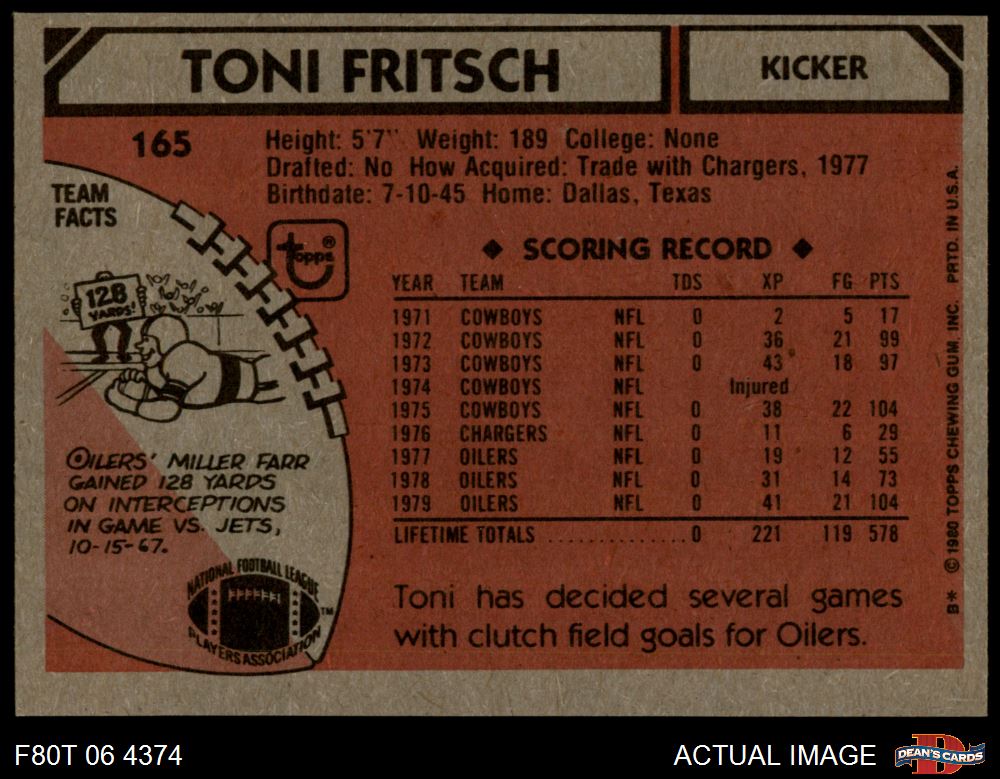 TONI FRITSCH
KICKER
165
Height: 5'7" Weight: 189 College: None
Drafted: No How Acquired: Trade with Chargers, 1977
Birthdate: 7-10-45 Home: Dallas, Texas
TEAM
FACTS
topps®
128
YARDS!
◆ SCORING RECORD ◆
YEAR TEAM TDS XP FG PTS
1971 COWBOYS NFL 0 2 5 17
1972 COWBOYS NFL 0 36 21 99
1973 COWBOYS NFL 0 43 18 97
1974 COWBOYS NFL Injured
1975 COWBOYS NFL 0 38 22 104
1976 CHARGERS NFL 0 11 6 29
1977 OILERS NFL 0 19 12 55
1978 OILERS NFL 0 31 14 73
1979 OILERS NFL 0 41 21 104
LIFETIME TOTALS ..............0 221 119 578
OILERS' MILLER FARR
GAINED 128 YARDS
ON INTERCEPTIONS
IN GAME VS. JETS,
10-15-67.
NATIONAL FOOTBALL LEAGUE
PLAYERS ASSOCIATION
TM
Toni has decided several games
with clutch field goals for Oilers.
B* © 1980 TOPPS CHEWING GUM, INC. PRTD. IN U.S.A.
F80T 06 4374
ACTUAL IMAGE
D
DEAN'S CARDS